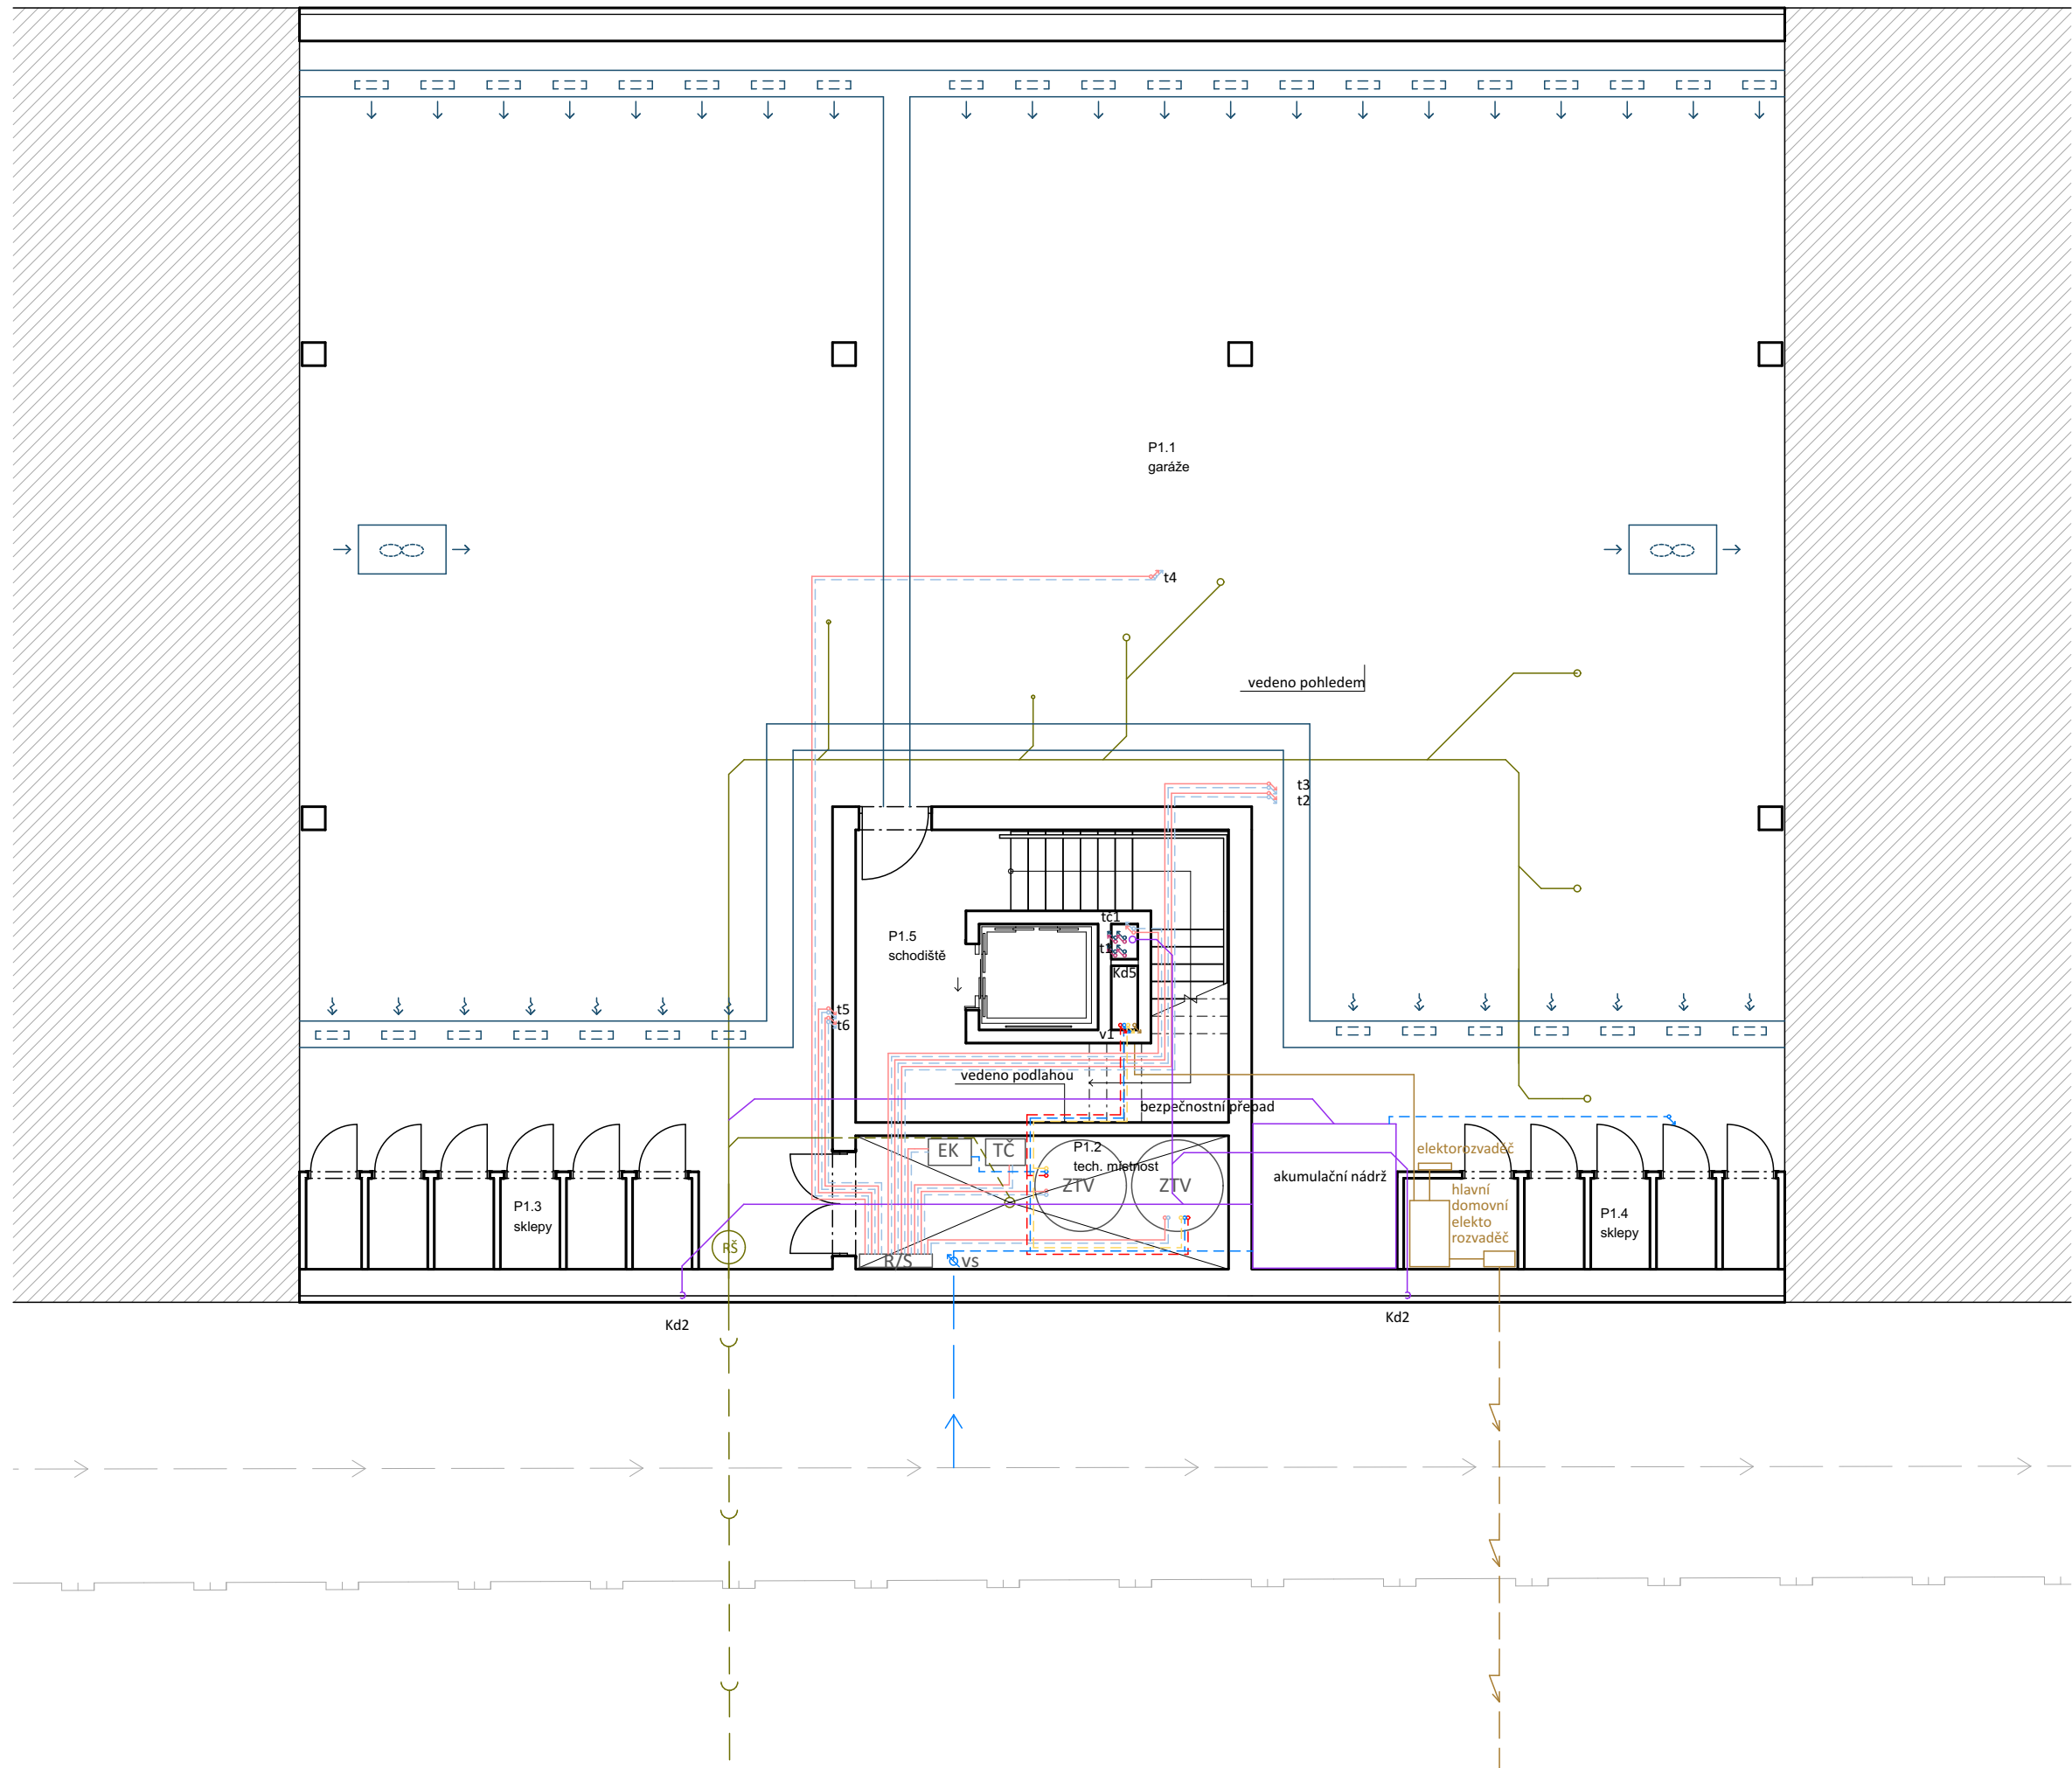 P1.1
garáže
t4
vedeno pohledem
t3
t2
tč1
P1.5
schodiště
t1
Kd5
t5
t6
v1
vedeno podlahou
bezpečnostní přepad
EK
TČ
P1.2
tech. místnost
ZTV
ZTV
akumulační nádrž
elektorozvaděč
hlavní
domovní
elekto
rozvaděč
P1.3
sklepy
P1.4
sklepy
RŠ
R/S
vs
Kd2
Kd2